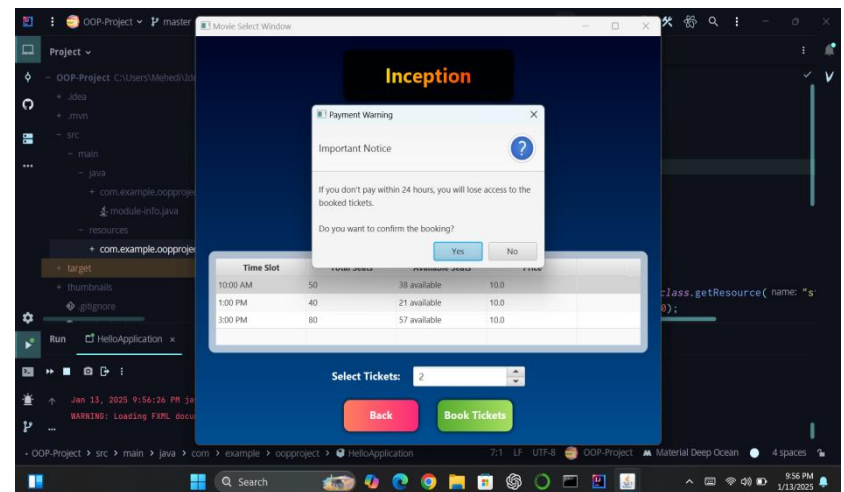 OOP-Project
master
Movie Select Window
Project
OOP-Project C:\Users\Mehedi\Ide
.idea
.mvn
src
main
java
com.example.oopproje
module-info.java
resources
com.example.oopproje
target
thumbnails
.gitignore
Inception
Payment Warning
Important Notice
If you don't pay within 24 hours, you will lose access to the
booked tickets.
Do you want to confirm the booking?
Yes No
Time Slot Total Seats Available Seats Price
10:00 AM 50 38 available 10.0
1:00 PM 40 21 available 10.0
3:00 PM 80 57 available 10.0
Select Tickets: 2
Back Book Tickets
class.getResource( name: "s
0);
Run HelloApplication
Jan 13, 2025 9:56:26 PM ja
WARNING: Loading FXML docu
OOP-Project > src > main > java > com > example > oopproject > HelloApplication 7:1 LF UTF-8 OOP-Project Material Deep Ocean 4 spaces
Search
9:56 PM
1/13/2025